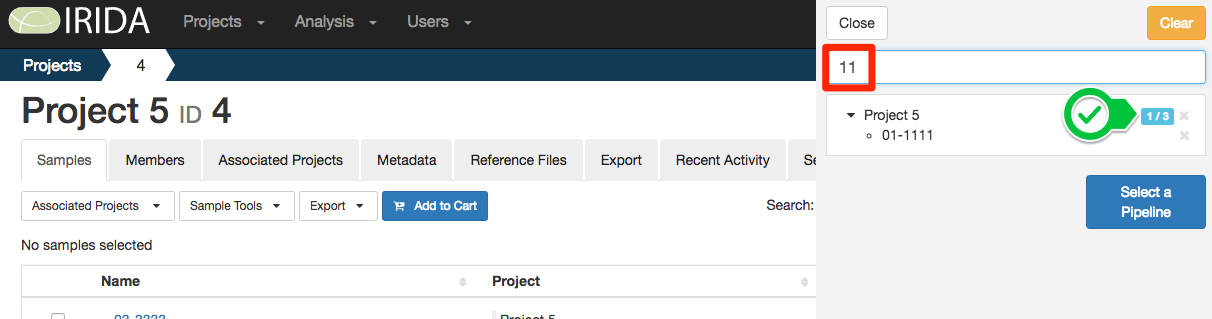 IRIDA Projects Analysis Users
Projects 4
Project 5 ID 4
Samples Members Associated Projects Metadata Reference Files Export Recent Activity Se
Associated Projects Sample Tools Export Add to Cart Search:
No samples selected
Name Project
03-3333
Project 5
Close Clear
11
Project 5 1 / 3
01-1111
Select a
Pipeline